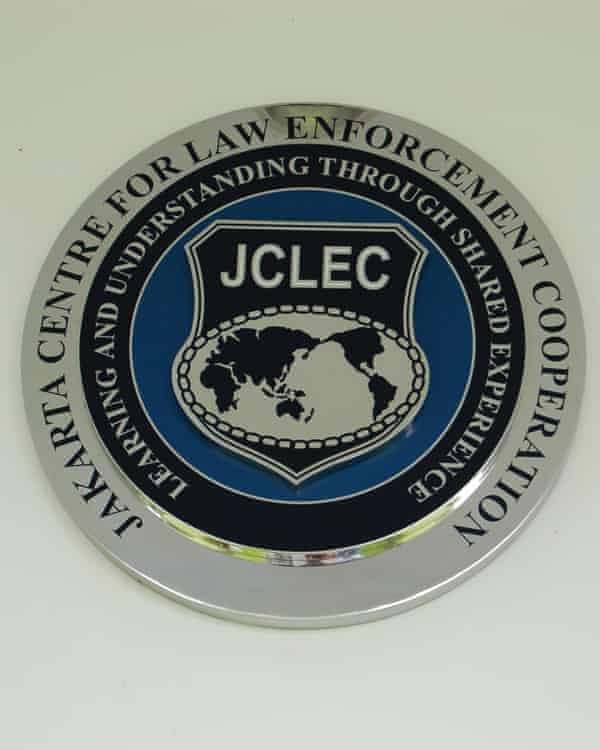 JAKARTA CENTRE FOR LAW ENFORCEMENT COOPERATION
LEARNING AND UNDERSTANDING THROUGH SHARED EXPERIENCE
JCLEC